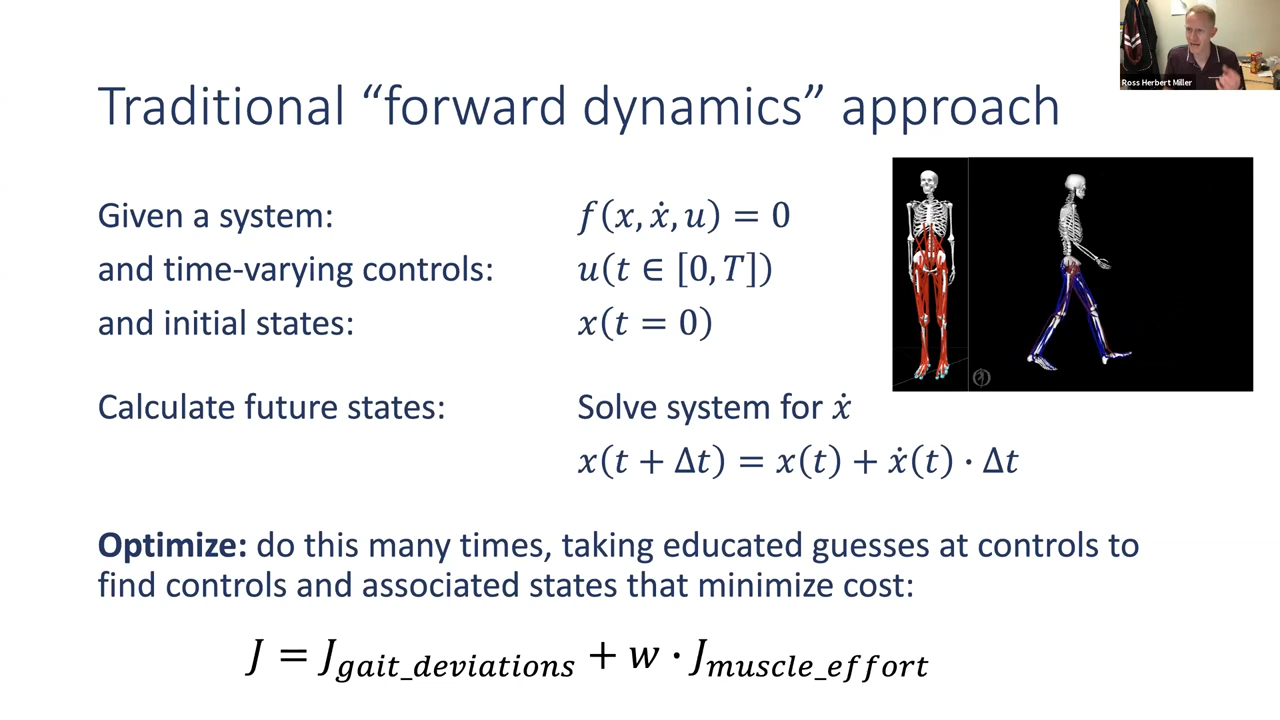 Ross Herbert Miller
Traditional “forward dynamics” approach
Given a system: f(x, ẋ, u) = 0
and time-varying controls: u(t ∈ [0, T])
and initial states: x(t = 0)
Calculate future states: Solve system for ẋ
x(t + Δt) = x(t) + ẋ(t) · Δt
Optimize: do this many times, taking educated guesses at controls to
find controls and associated states that minimize cost:
J = J_gait_deviations + w · J_muscle_effort